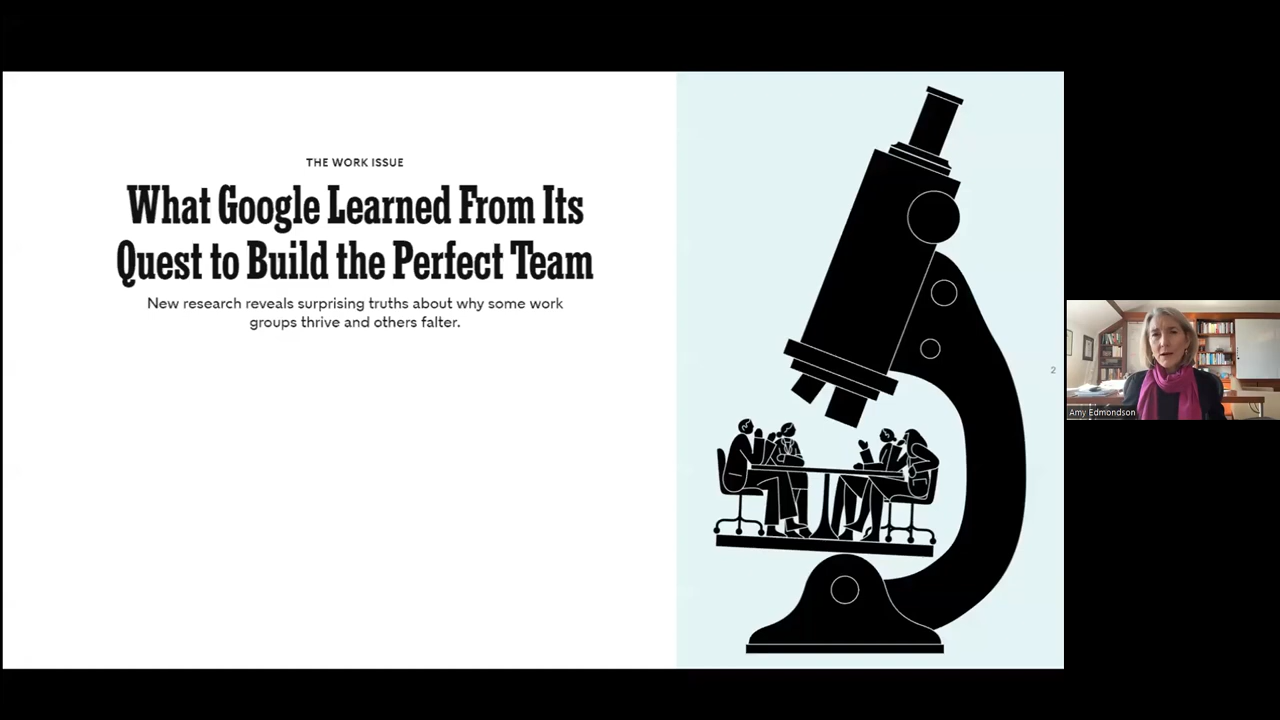 THE WORK ISSUE
What Google Learned From Its
Quest to Build the Perfect Team
New research reveals surprising truths about why some work
groups thrive and others falter.
2
Amy Edmondson